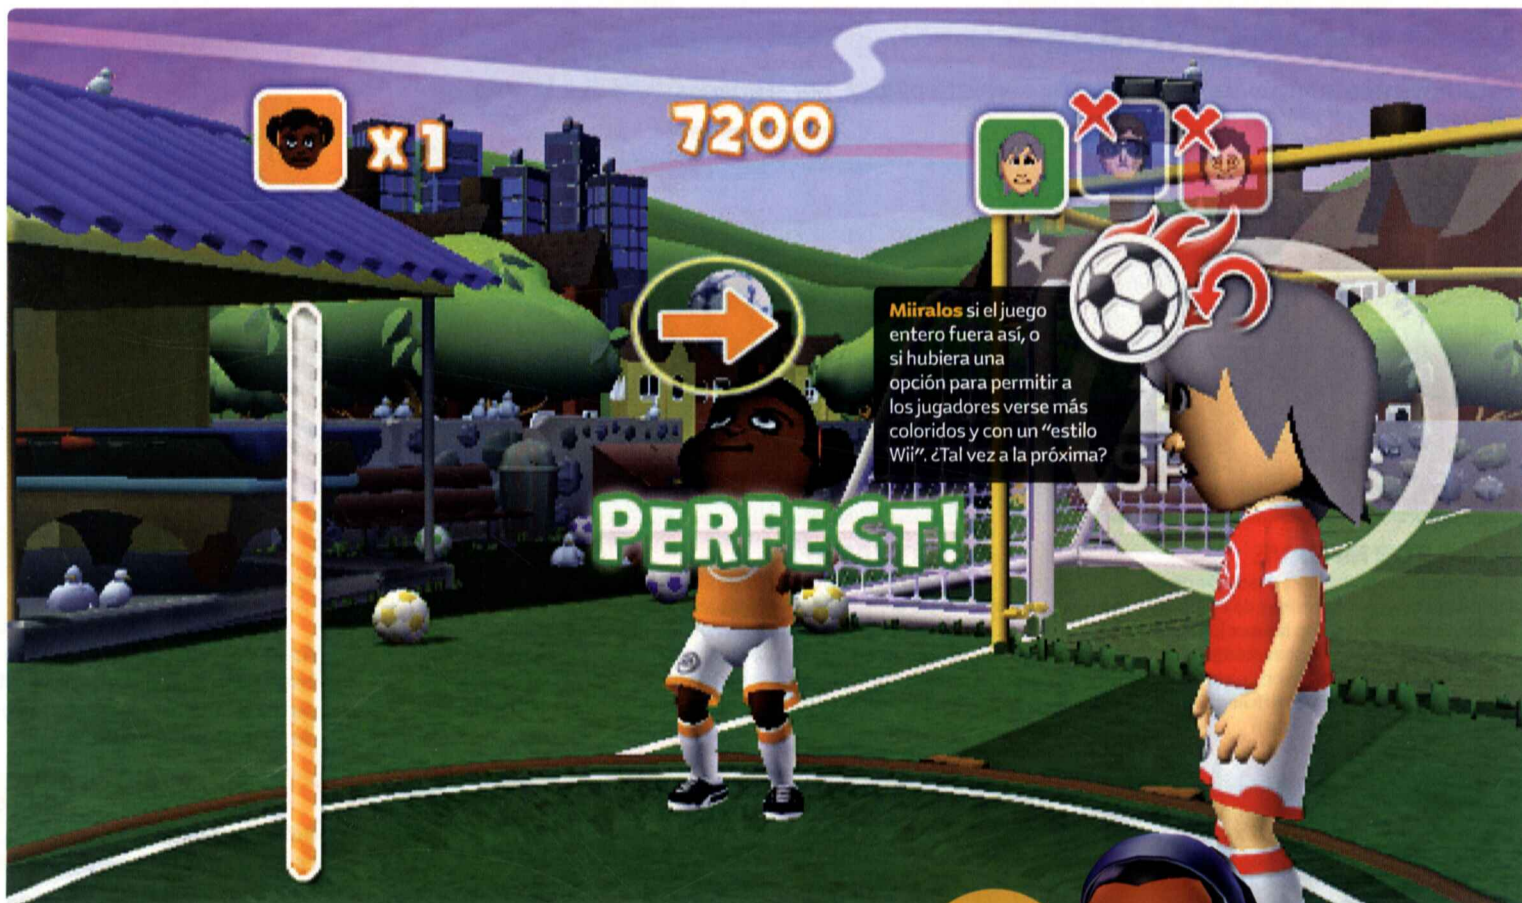 x 1
7200
Miiralos si el juego
entero fuera así, o
si hubiera una
opción para permitir a
los jugadores verse más
coloridos y con un “estilo
Wii”. ¿Tal vez a la próxima?
PERFECT!